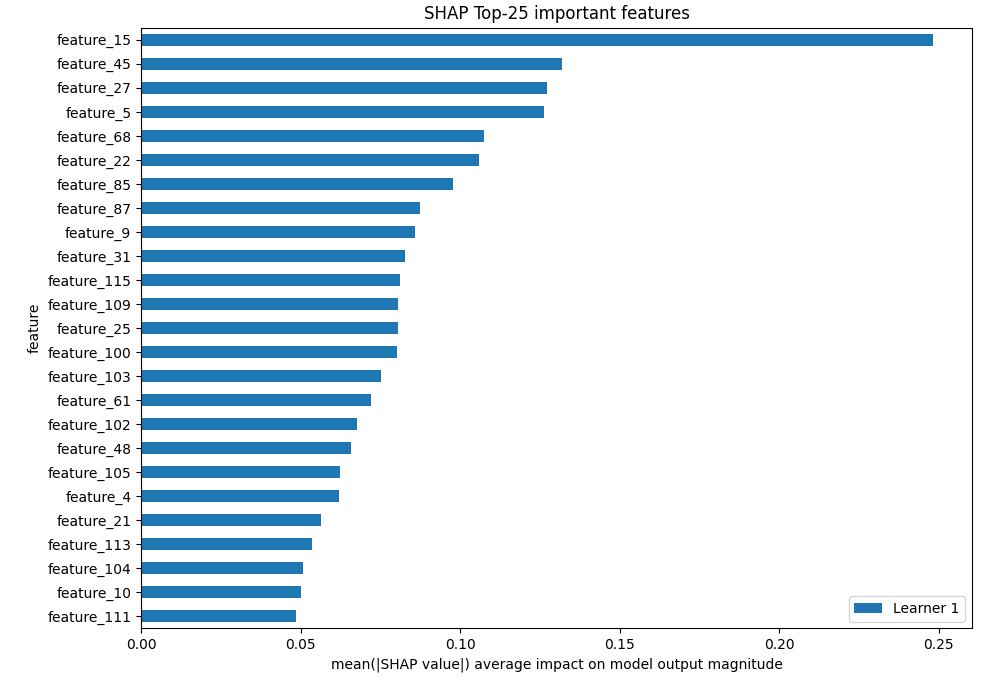 SHAP Top-25 important features
feature_15
feature_45
feature_27
feature_5
feature_68
feature_22
feature_85
feature_87
feature_9
feature_31
feature_115
feature_109
feature_25
feature_100
feature_103
feature_61
feature_102
feature_48
feature_105
feature_4
feature_21
feature_113
feature_104
feature_10
feature_111
feature
Learner 1
0.00 0.05 0.10 0.15 0.20 0.25
mean(|SHAP value|) average impact on model output magnitude